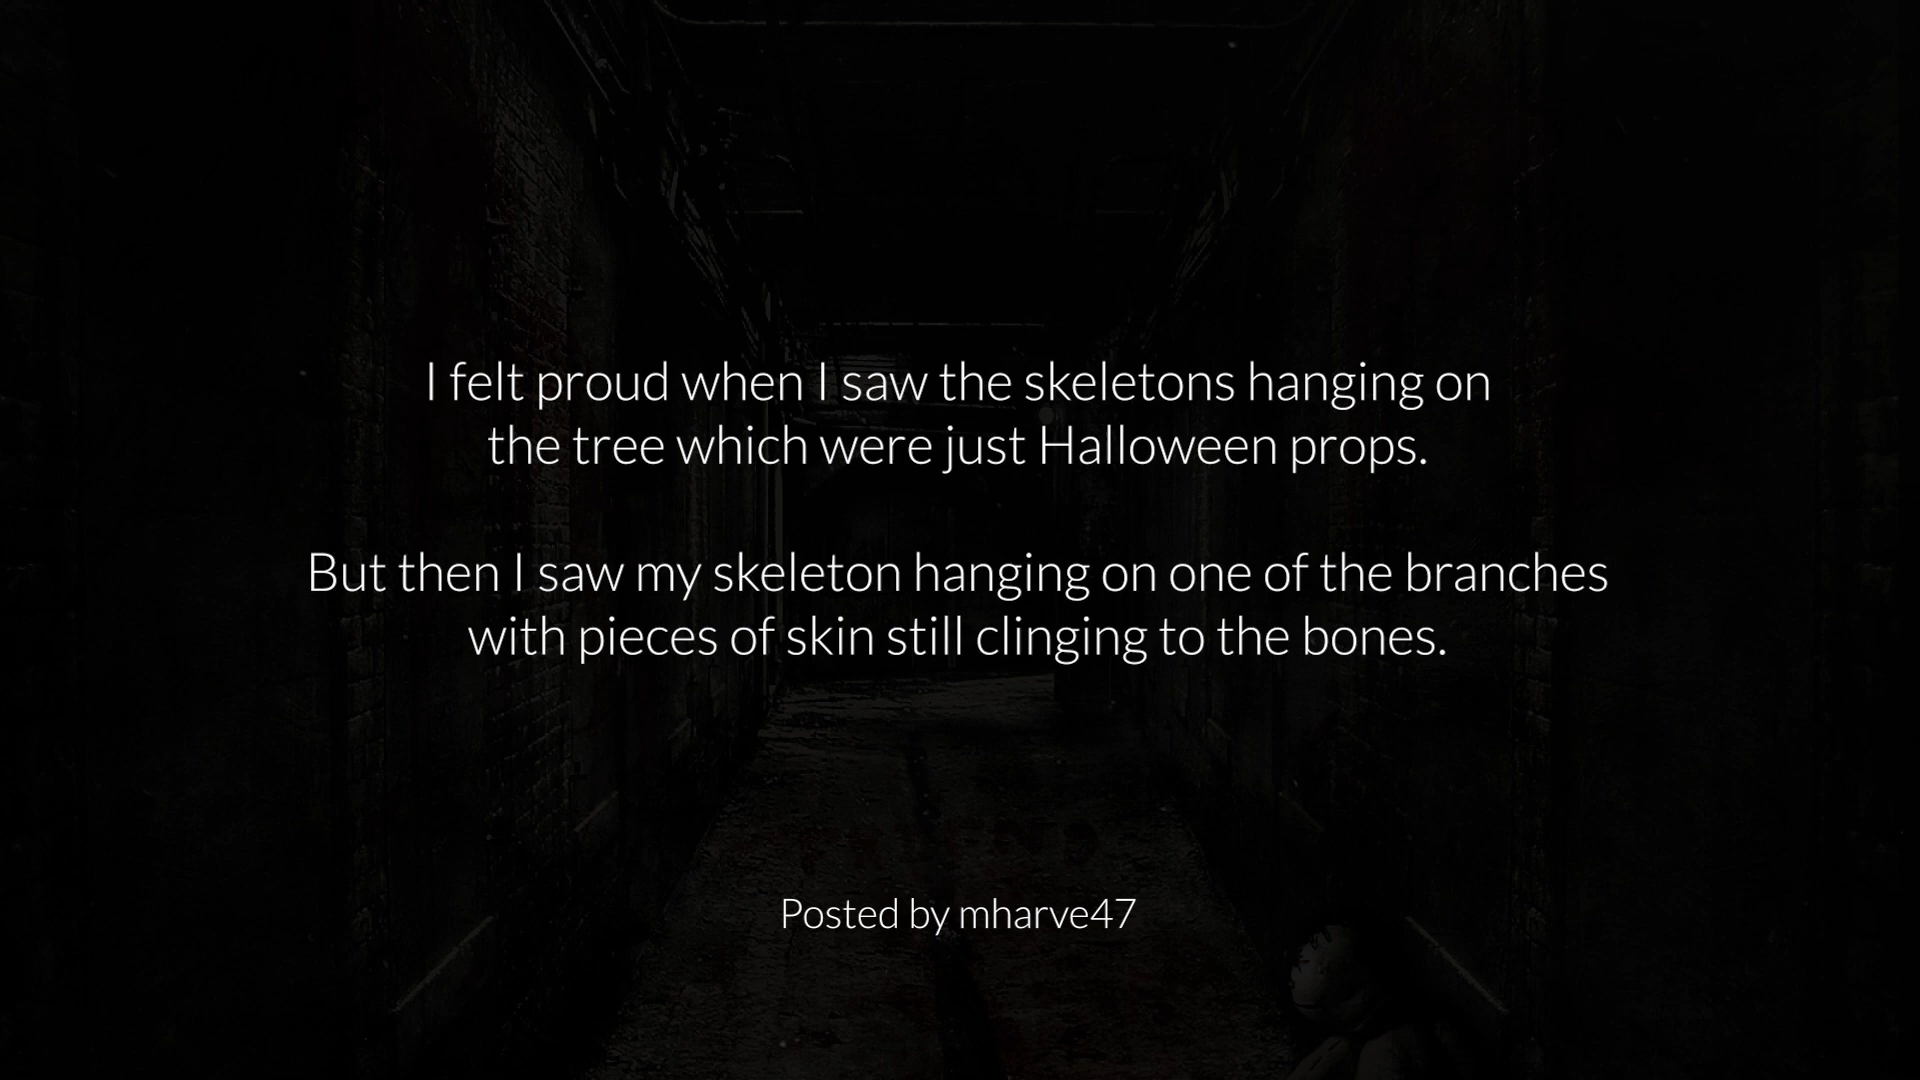 I felt proud when I saw the skeletons hanging on
the tree which were just Halloween props.
But then I saw my skeleton hanging on one of the branches
with pieces of skin still clinging to the bones.
Posted by mharve47